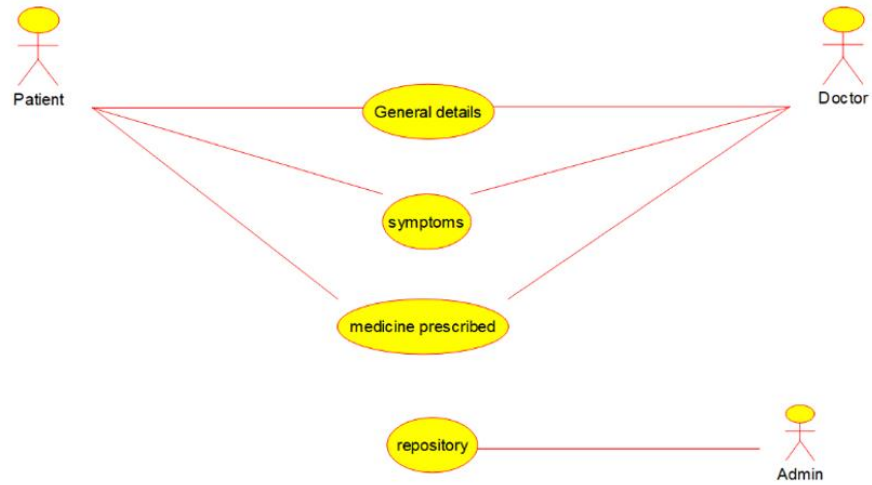 Patient
Doctor
General details
symptoms
medicine prescribed
repository
Admin